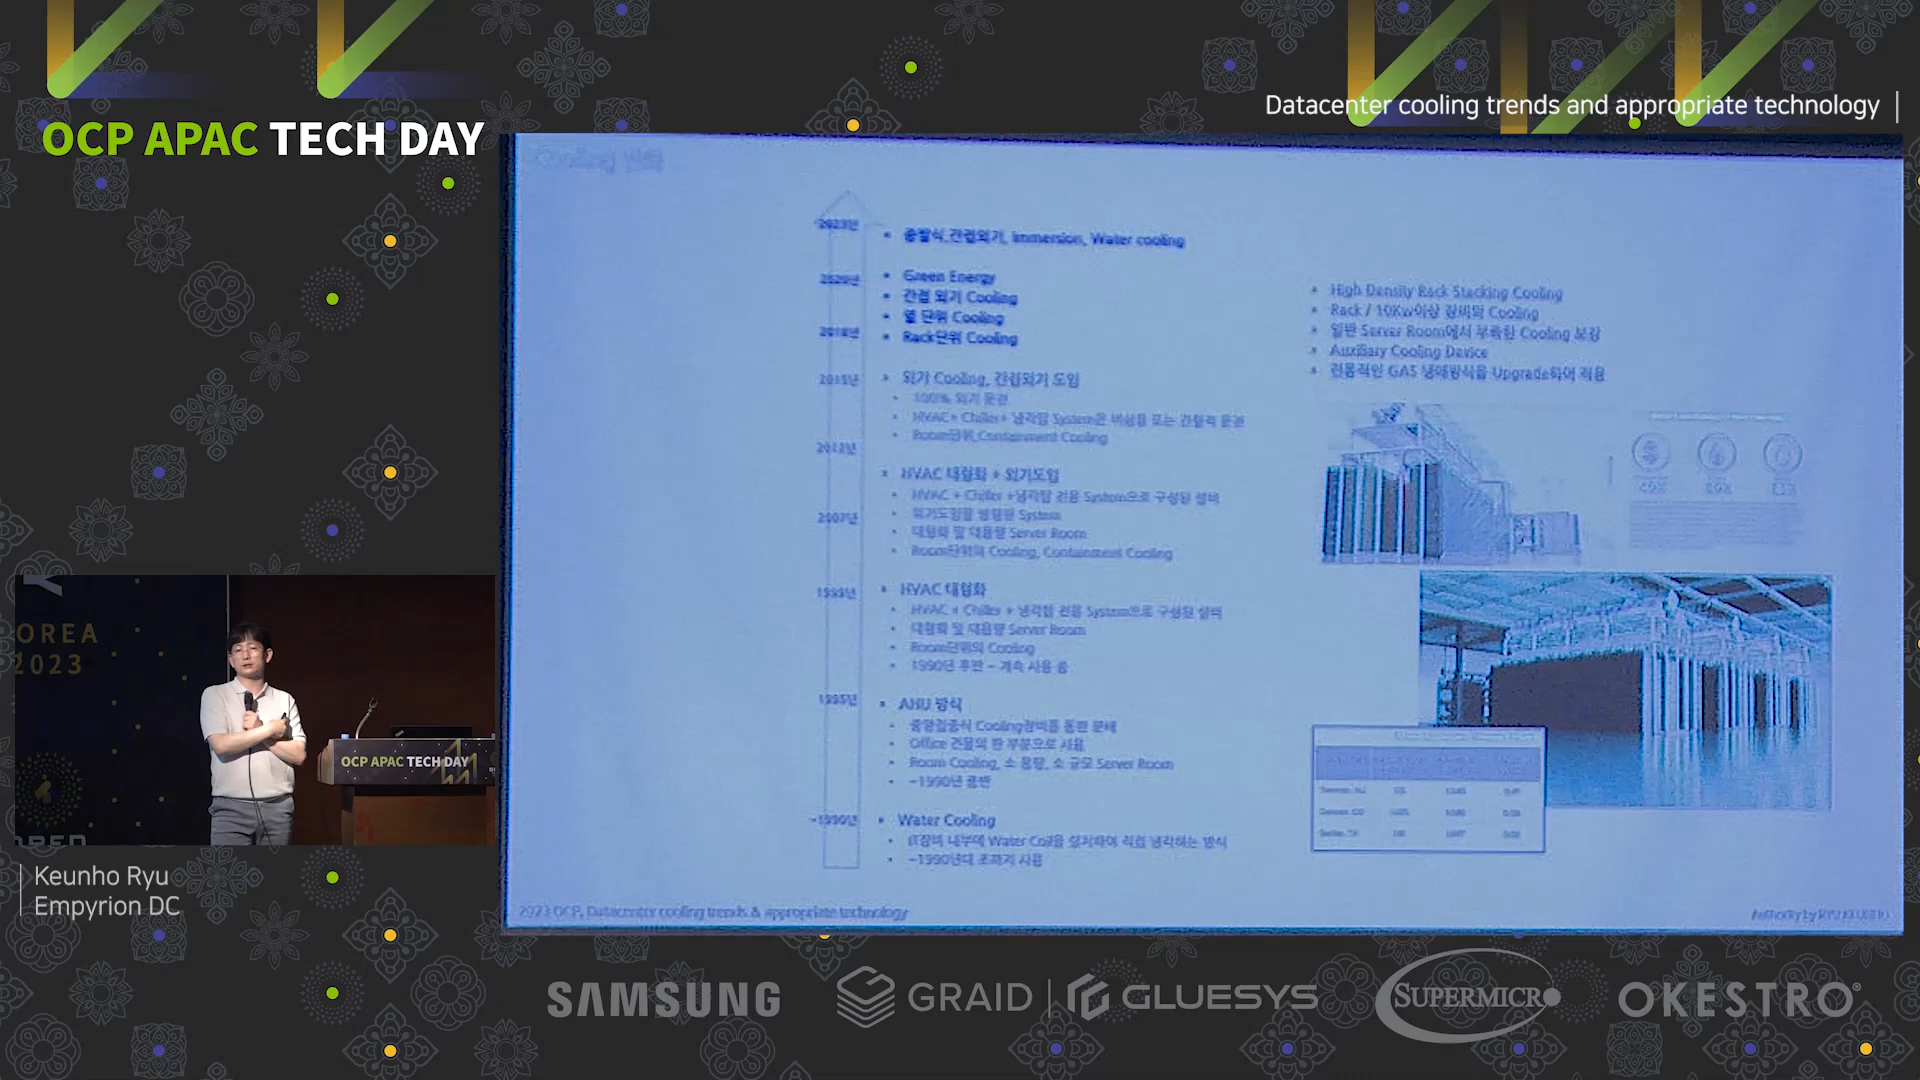 Datacenter cooling trends and appropriate technology
OCP APAC TECH DAY
Cooling 변화
2023년
증발식,간접외기, Immersion, Water cooling
2020년
Green Energy
간접 외기 Cooling
열 단위 Cooling
2018년
Rack단위 Cooling
High Density Rack Stacking Cooling
Rack / 10Kw이상 장비의 Cooling
일반 Server Room에서 부족한 Cooling 보강
Auxiliary Cooling Device
전통적인 GAS 냉매방식을 Upgrade하여 적용
2015년
외기 Cooling, 간접외기 도입
100% 외기 운전
HVAC+ Chiller+ 냉각탑 System은 비상용 또는 간헐적 운전
Room단위,Containment Cooling
2012년
HVAC 대형화 + 외기도입
HVAC + Chiller +냉각탑 전용 System으로 구성된 설비
외기도입을 병행한 System
2007년
대형화 및 대용량 Server Room
Room단위의 Cooling, Containment Cooling
HVAC 대형화
HVAC + Chiller + 냉각탑 전용 System으로 구성된 설비
대형화 및 대용량 Server Room
Room단위의 Cooling
1990년 후반 ~ 계속 사용 중
1995년
AHU 방식
중앙집중식 Cooling장비를 통한 분배
Office 건물의 한 부분으로 사용
Room Cooling, 소 용량, 소 규모 Server Room
~1990년 중반
~1990년
Water Cooling
IT장비 내부에 Water Coil을 설치하여 직접 냉각하는 방식
~1990년대 초까지 사용
2023 OCP, Datacenter cooling trends & appropriate technology
OREA
2023
OCP APAC TECH DAY
Keunho Ryu
Empyrion DC
SAMSUNG
GRAID
GLUESYS
SUPERMICRO
OKESTRO